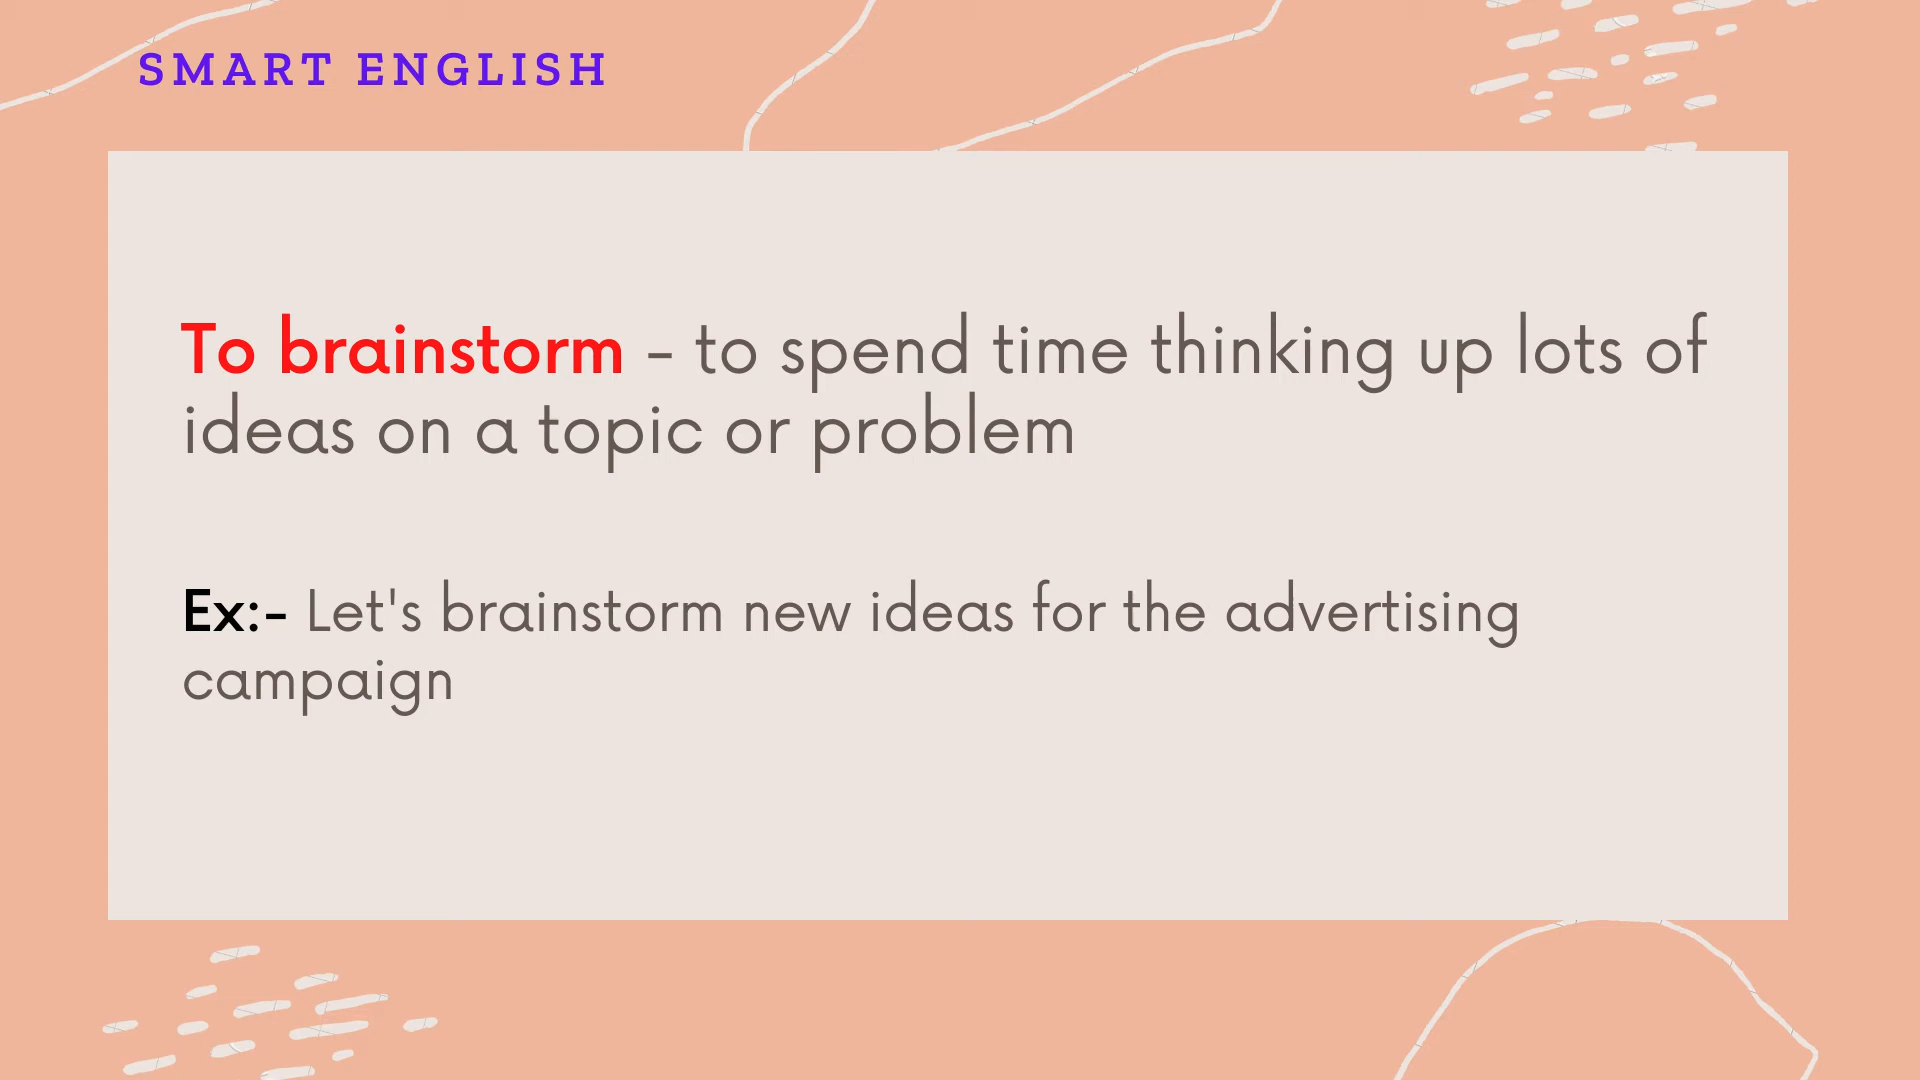 SMART ENGLISH
To brainstorm - to spend time thinking up lots of
ideas on a topic or problem
Ex:- Let's brainstorm new ideas for the advertising
campaign